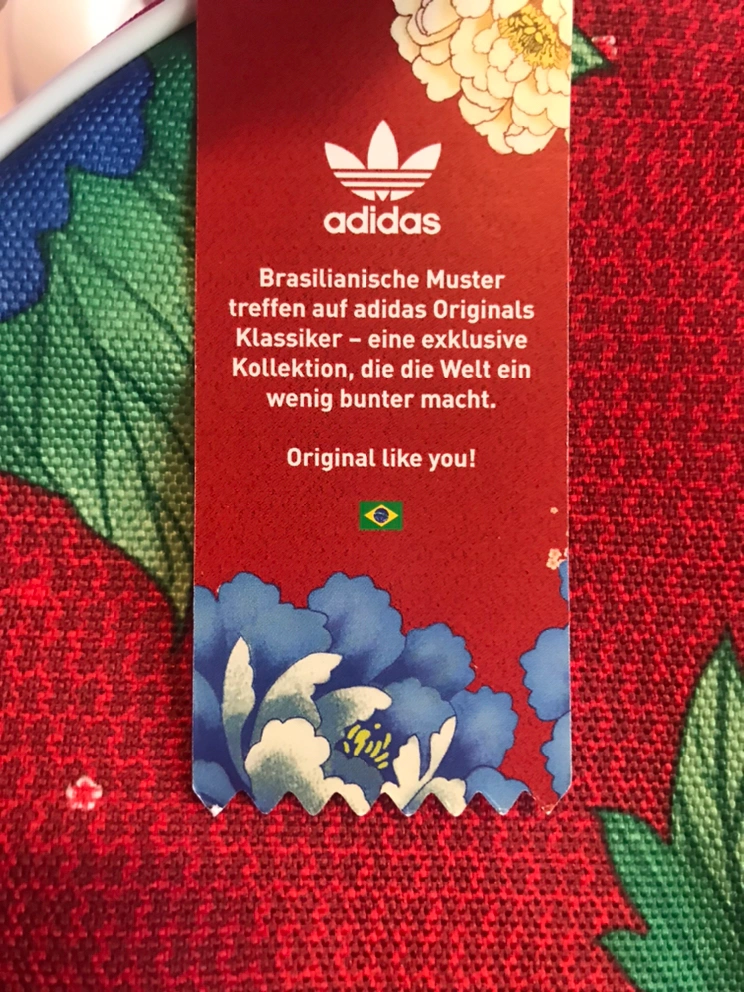 adidas
Brasilianische Muster
treffen auf adidas Originals
Klassiker – eine exklusive
Kollektion, die die Welt ein
wenig bunter macht.
Original like you!